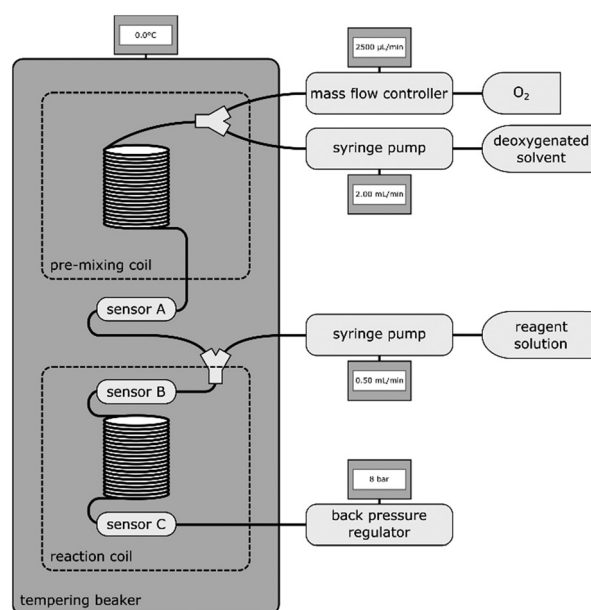 0.0°C
2500 µL/min
mass flow controller
O₂
syringe pump
deoxygenated
solvent
2.00 mL/min
pre-mixing coil
sensor A
syringe pump
reagent
solution
0.50 mL/min
sensor B
8 bar
sensor C
back pressure
regulator
reaction coil
tempering beaker